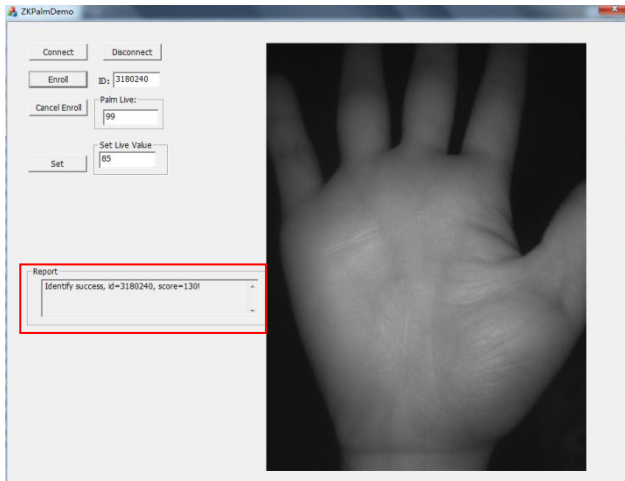 ZKPalmDemo
Connect Disconnect
Enroll ID: 3180240
Cancel Enroll Palm Live:
99
Set Set Live Value
85
Report
Identify success, id=3180240, score=130!